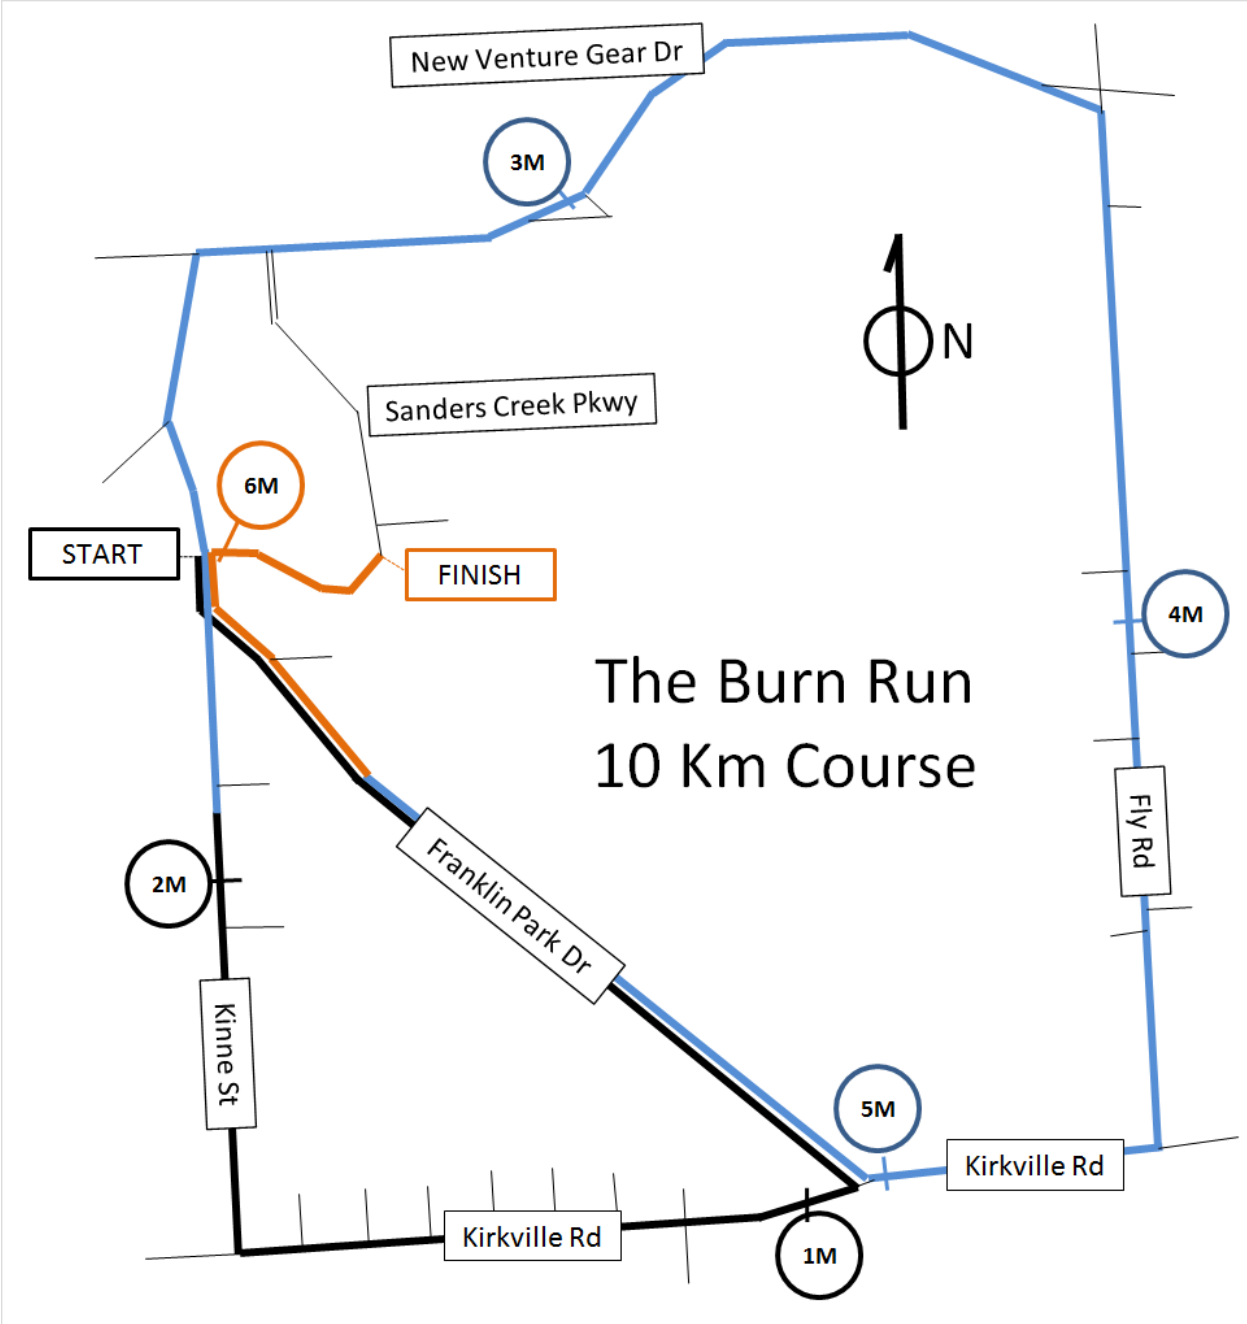 New Venture Gear Dr
3M
N
Sanders Creek Pkwy
6M
START
FINISH
4M
The Burn Run
10 Km Course
Fly Rd
Franklin Park Dr
2M
Kinne St
5M
Kirkville Rd
Kirkville Rd
1M